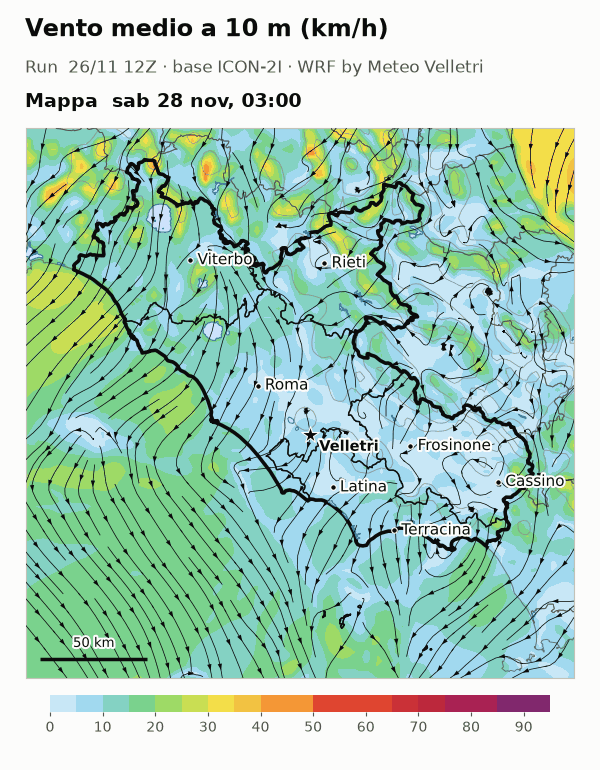 Vento medio a 10 m (km/h)
Run  26/11 12Z · base ICON-2I · WRF by Meteo Velletri
Mappa  sab 28 nov, 03:00
Viterbo
Rieti
Roma
Velletri
Frosinone
Cassino
Latina
Terracina
50 km
0 10 20 30 40 50 60 70 80 90